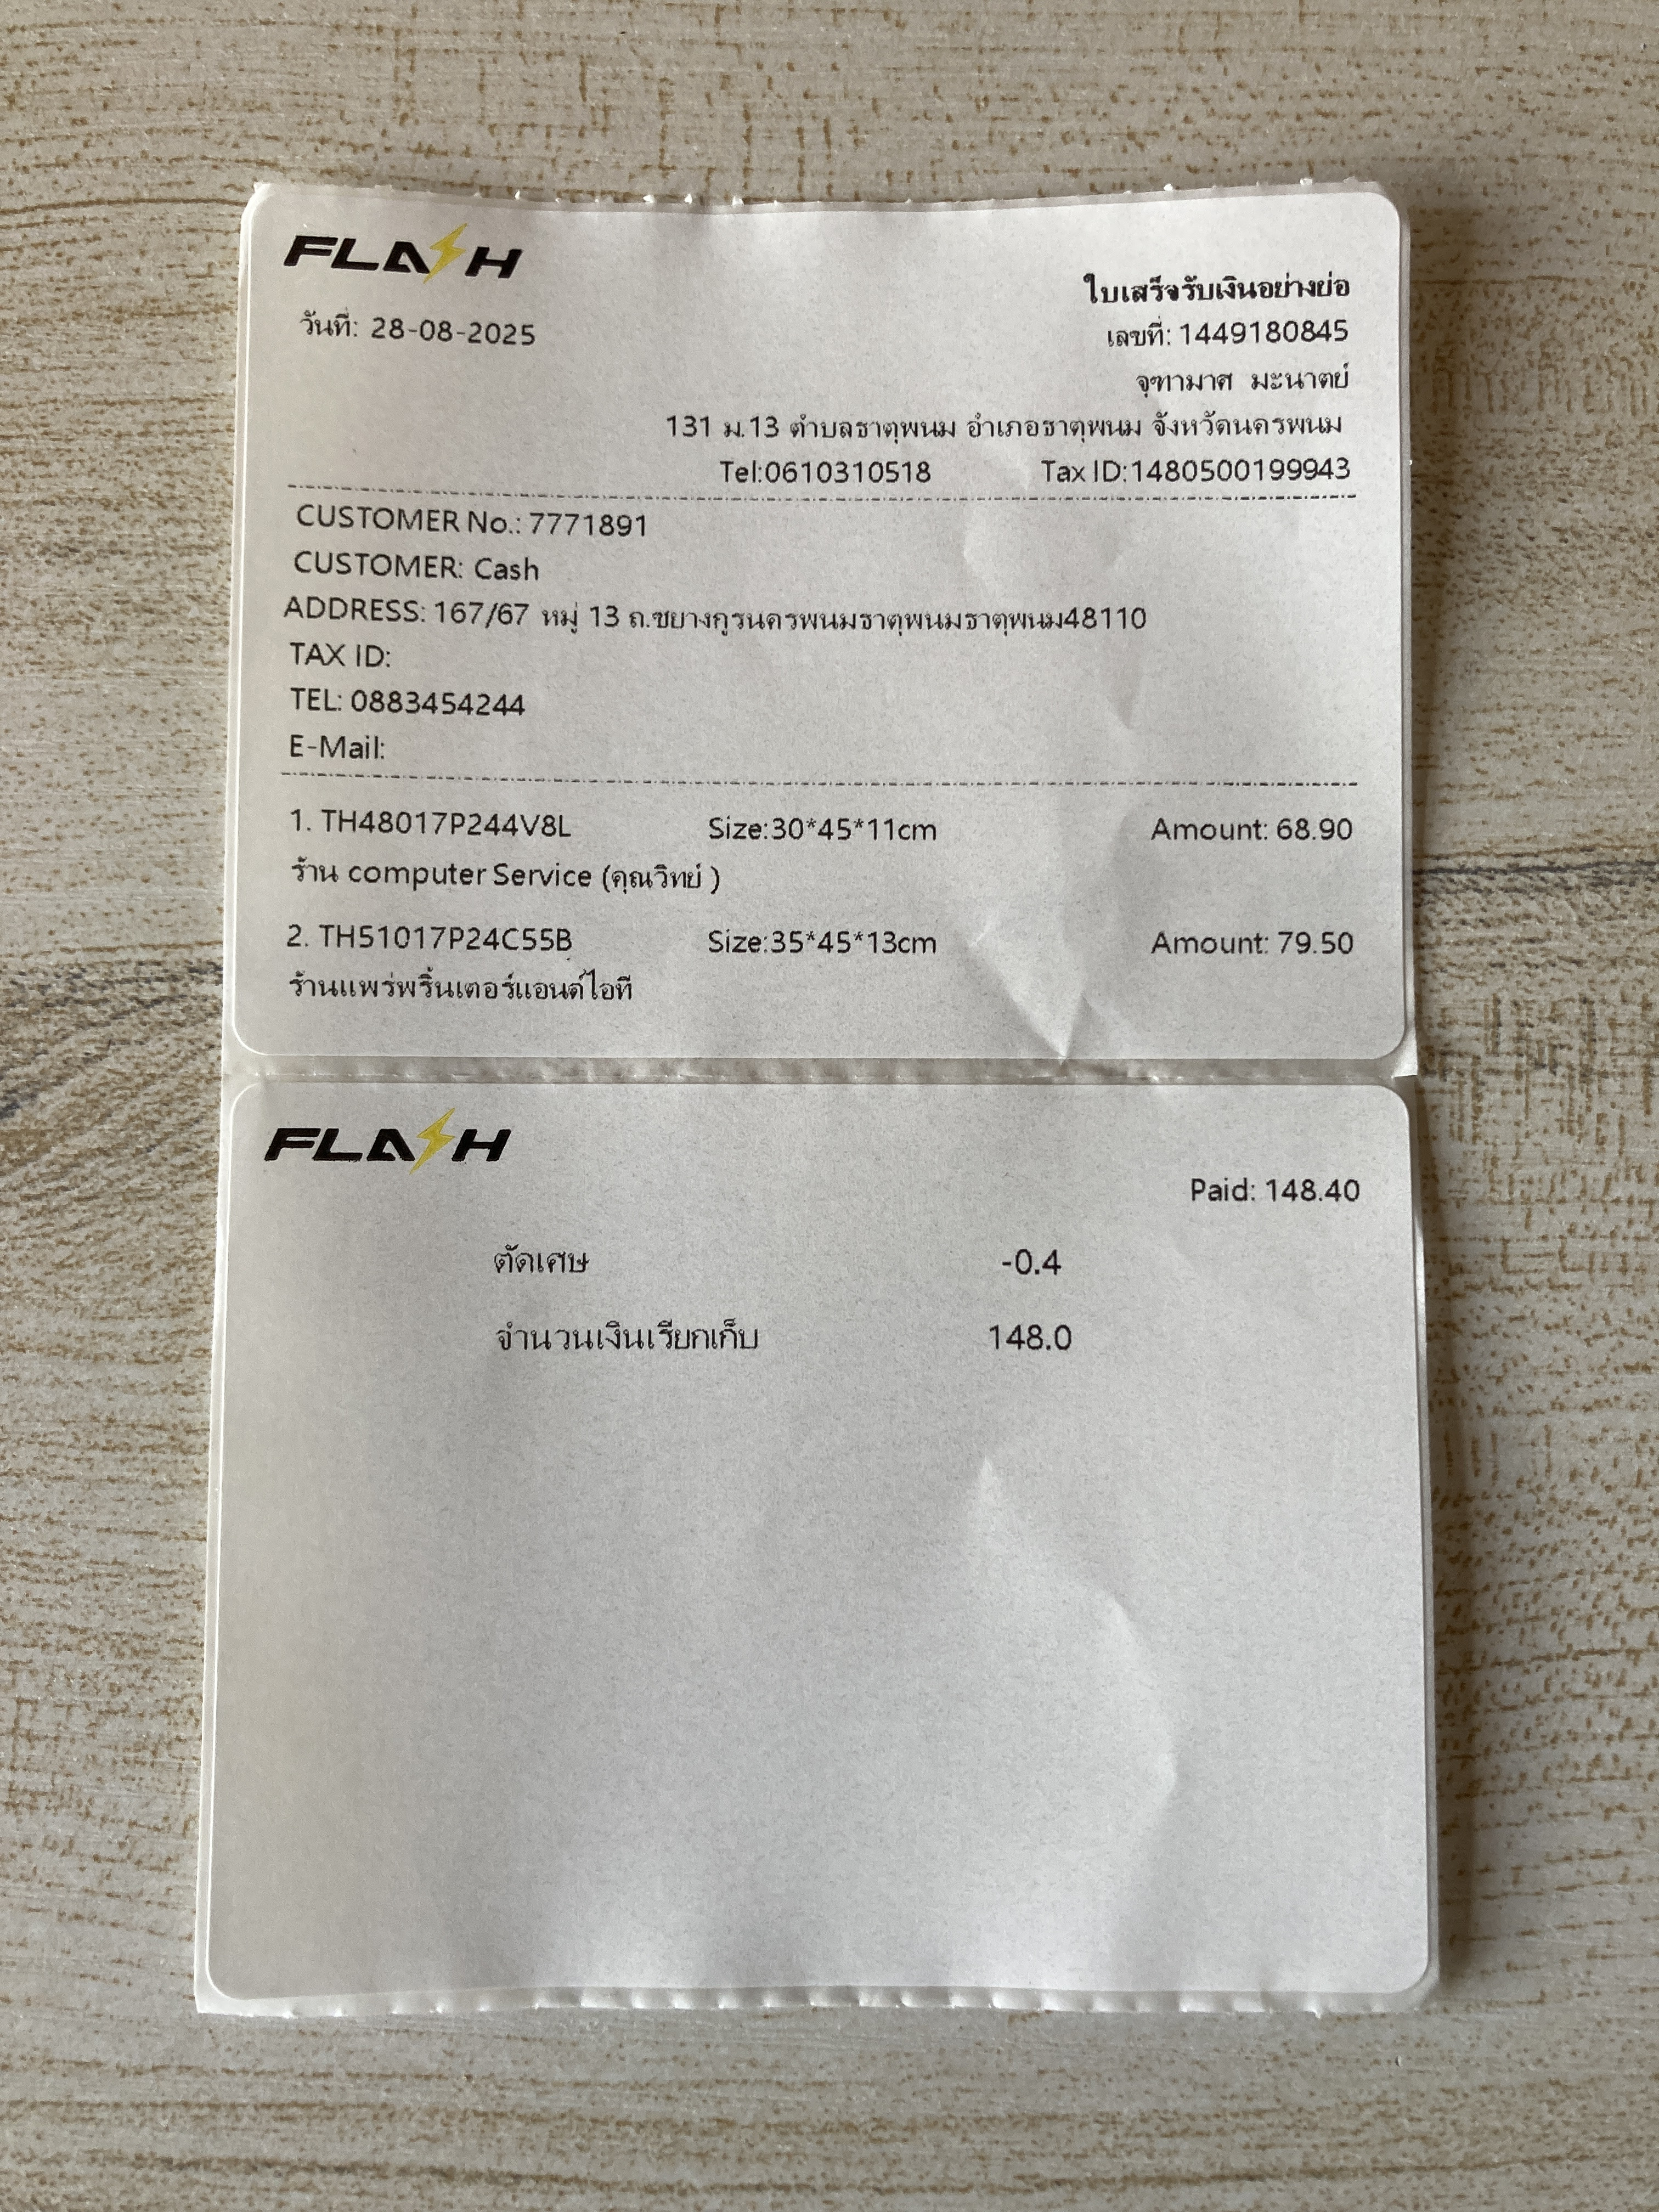 FLASH
ใบเสร็จรับเงินอย่างย่อ
วันที่: 28-08-2025
เลขที่: 1449180845
จุฑามาศ มะนาตย์
131 ม.13 ตำบลธาตุพนม อำเภอธาตุพนม จังหวัดนครพนม
Tel:0610310518 Tax ID:1480500199943
CUSTOMER No.: 7771891
CUSTOMER: Cash
ADDRESS: 167/67 หมู่ 13 ถ.ชยางกูรนครพนมธาตุพนมธาตุพนม48110
TAX ID:
TEL: 0883454244
E-Mail:
1. TH48017P244V8L Size:30*45*11cm Amount: 68.90
ร้าน computer Service (คุณวิทย์ )
2. TH51017P24C55B Size:35*45*13cm Amount: 79.50
ร้านแพร่พริ้นเตอร์แอนด์ไอที
FLASH
Paid: 148.40
ตัดเศษ -0.4
จำนวนเงินเรียกเก็บ 148.0